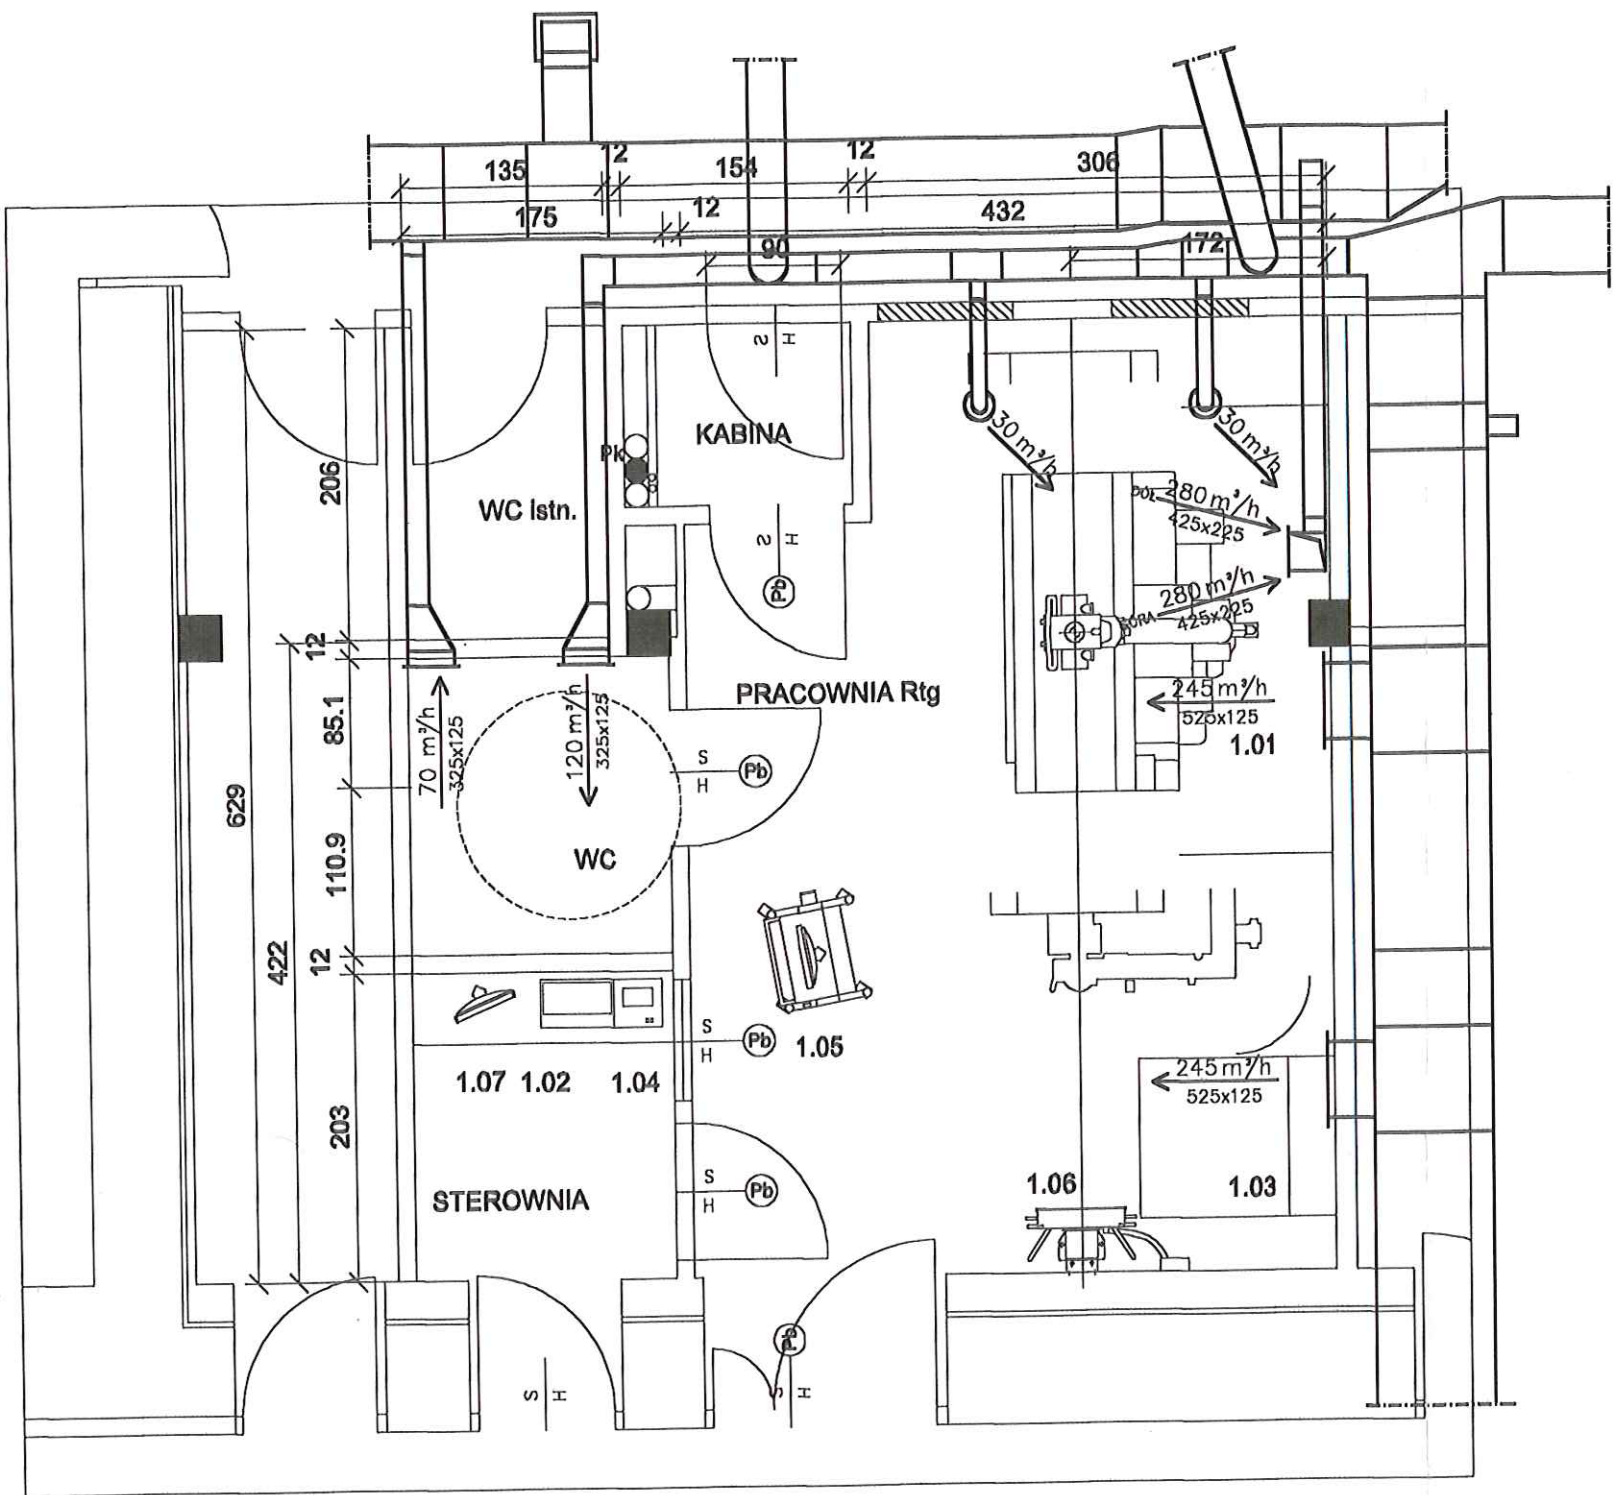 135
12
154
12
306
175
12
432
90
172
S H
206
KABINA
30 m³/h
30 m³/h
Pk
WC Istn.
DÓŁ 280 m³/h
425x225
S H
Pb
280 m³/h
GÓRA 425x225
12
PRACOWNIA Rtg
245 m³/h
525x125
1.01
85.1
70 m³/h
325x125
120 m³/h
325x125
S
H
Pb
629
WC
110.9
422
12
S
H
Pb
1.05
1.07 1.02 1.04
245 m³/h
525x125
203
STEROWNIA
S
H
Pb
1.06
1.03
Pb
S H
S H